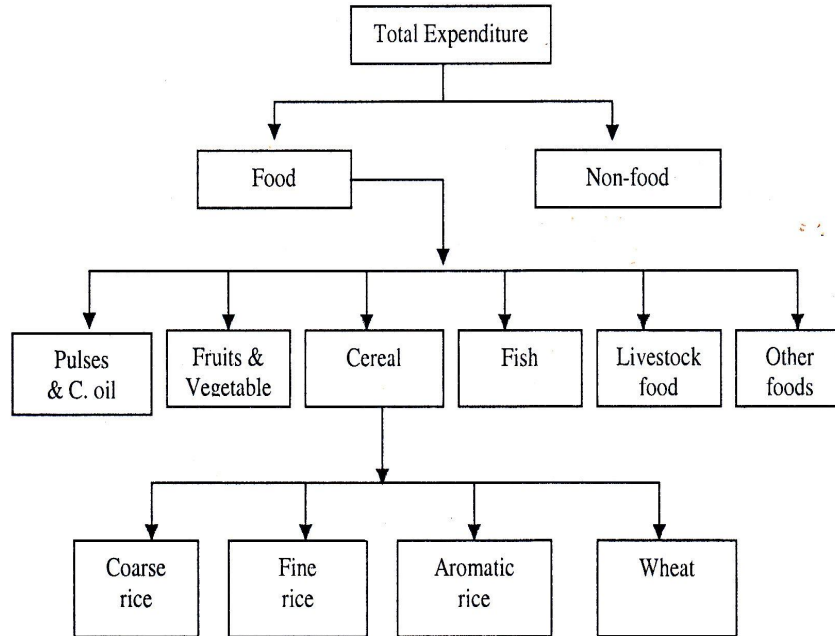 Total Expenditure
Food
Non-food
Pulses
& C. oil
Fruits &
Vegetable
Cereal
Fish
Livestock
food
Other
foods
Coarse
rice
Fine
rice
Aromatic
rice
Wheat